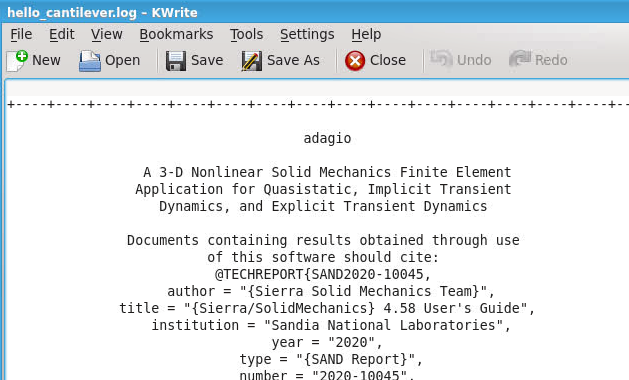 hello_cantilever.log – KWrite
File Edit View Bookmarks Tools Settings Help
New Open Save Save As Close Undo Redo
+----+----+----+----+----+----+----+----+----+----+----+----+----+----+----+--
adagio
A 3-D Nonlinear Solid Mechanics Finite Element
Application for Quasistatic, Implicit Transient
Dynamics, and Explicit Transient Dynamics
Documents containing results obtained through use
of this software should cite:
@TECHREPORT{SAND2020-10045,
author = "{Sierra Solid Mechanics Team}",
title = "{Sierra/SolidMechanics} 4.58 User's Guide",
institution = "Sandia National Laboratories",
year = "2020",
type = "{SAND Report}",
number = "2020-10045",